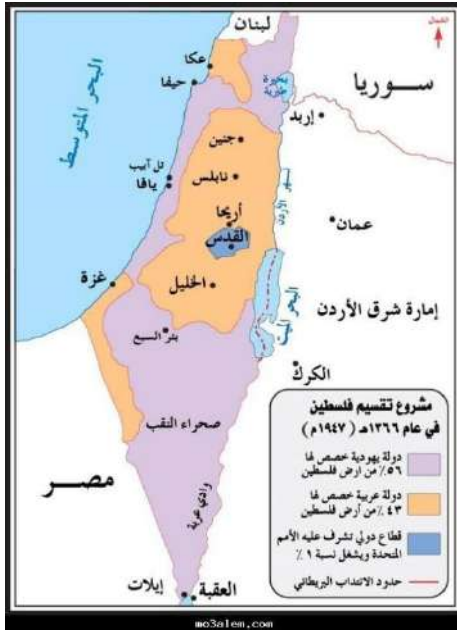 الشمال
لبنان
سوريا
عكا
حيفا
بحيرة
طبرية
البحر المتوسط
إربد
جنين
تل أبيب
يافا
نابلس
نهر الأردن
أريحا
القدس
عمان
غزة
الخليل
البحر الميت
إمارة شرق الأردن
بئر السبع
الكرك
صحراء النقب
مصر
وادي عربة
إيلات
العقبة
مشروع تقسيم فلسطين
في عام ١٣٦٦هـ (١٩٤٧م)
دولة يهودية خصص لها
٥٦٪ من أرض فلسطين
دولة عربية خصص لها
٤٣٪ من أرض فلسطين
قطاع دولي تشرف عليه الأمم
المتحدة ويشغل نسبة ١٪
حدود الانتداب البريطاني
mo3alem.com